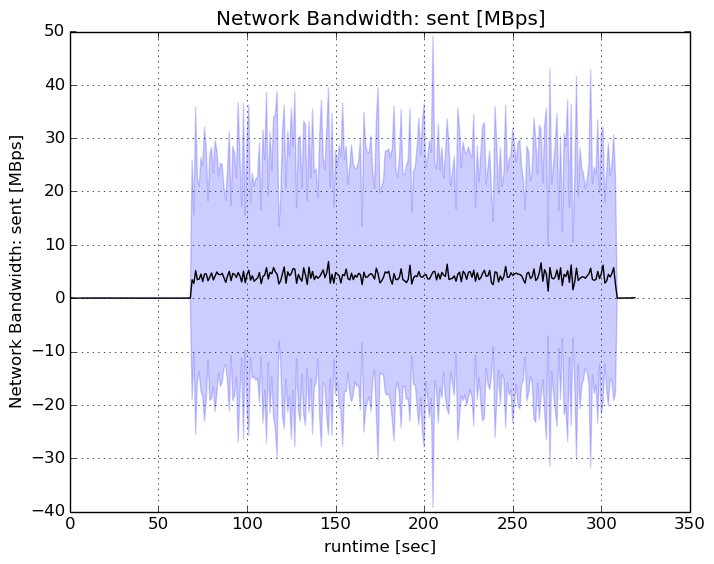 Network Bandwidth: sent [MBps]
50
40
30
20
10
0
−10
−20
−30
−40
Network Bandwidth: sent [MBps]
0 50 100 150 200 250 300 350
runtime [sec]